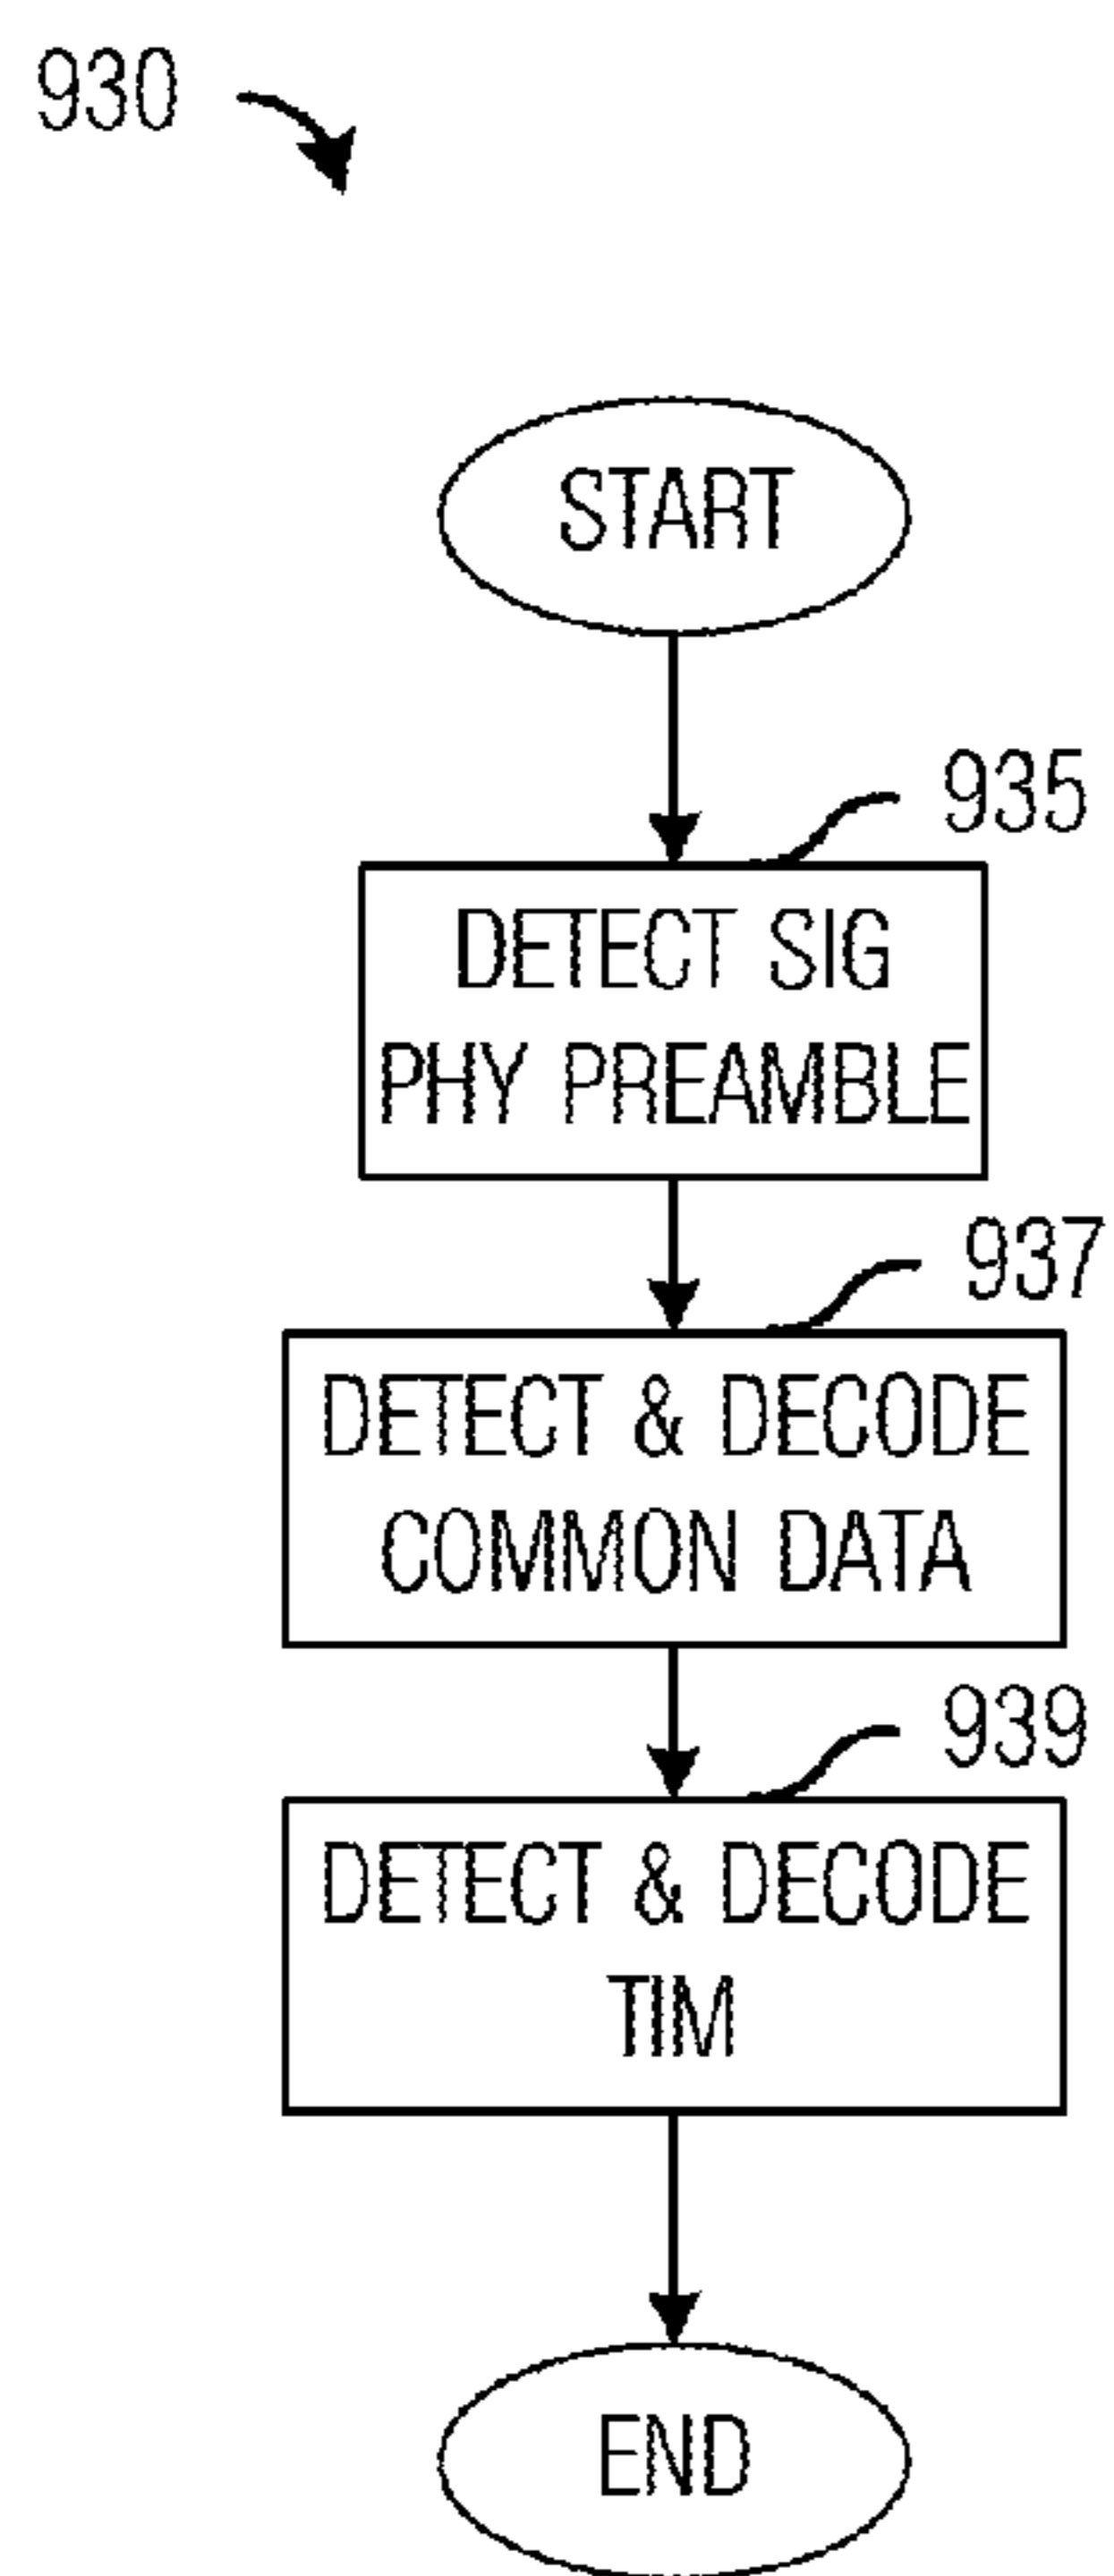 930
START
935
DETECT SIG
PHY PREAMBLE
937
DETECT & DECODE
COMMON DATA
939
DETECT & DECODE
TIM
END